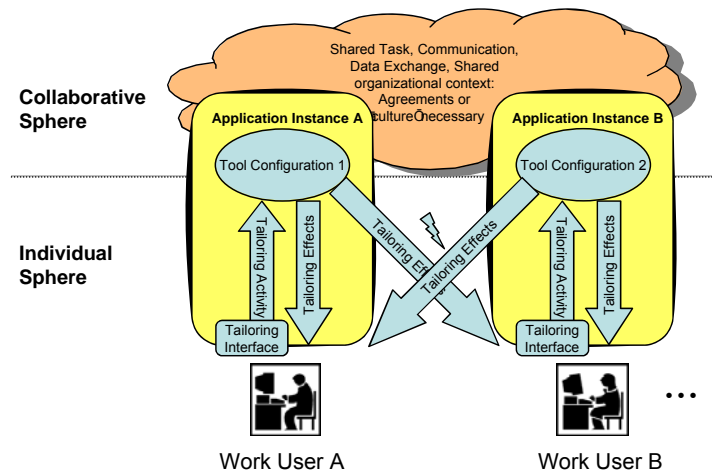 Shared Task, Communication,
Data Exchange, Shared
organizational context:
Agreements or
cultureŌnecessary
Collaborative
Sphere
Application Instance A
Application Instance B
Tool Configuration 1
Tool Configuration 2
Individual
Sphere
Tailoring Activity
Tailoring Effects
Tailoring Effects
Tailoring Effects
Tailoring Activity
Tailoring Effects
Tailoring
Interface
Tailoring
Interface
...
Work User A
Work User B